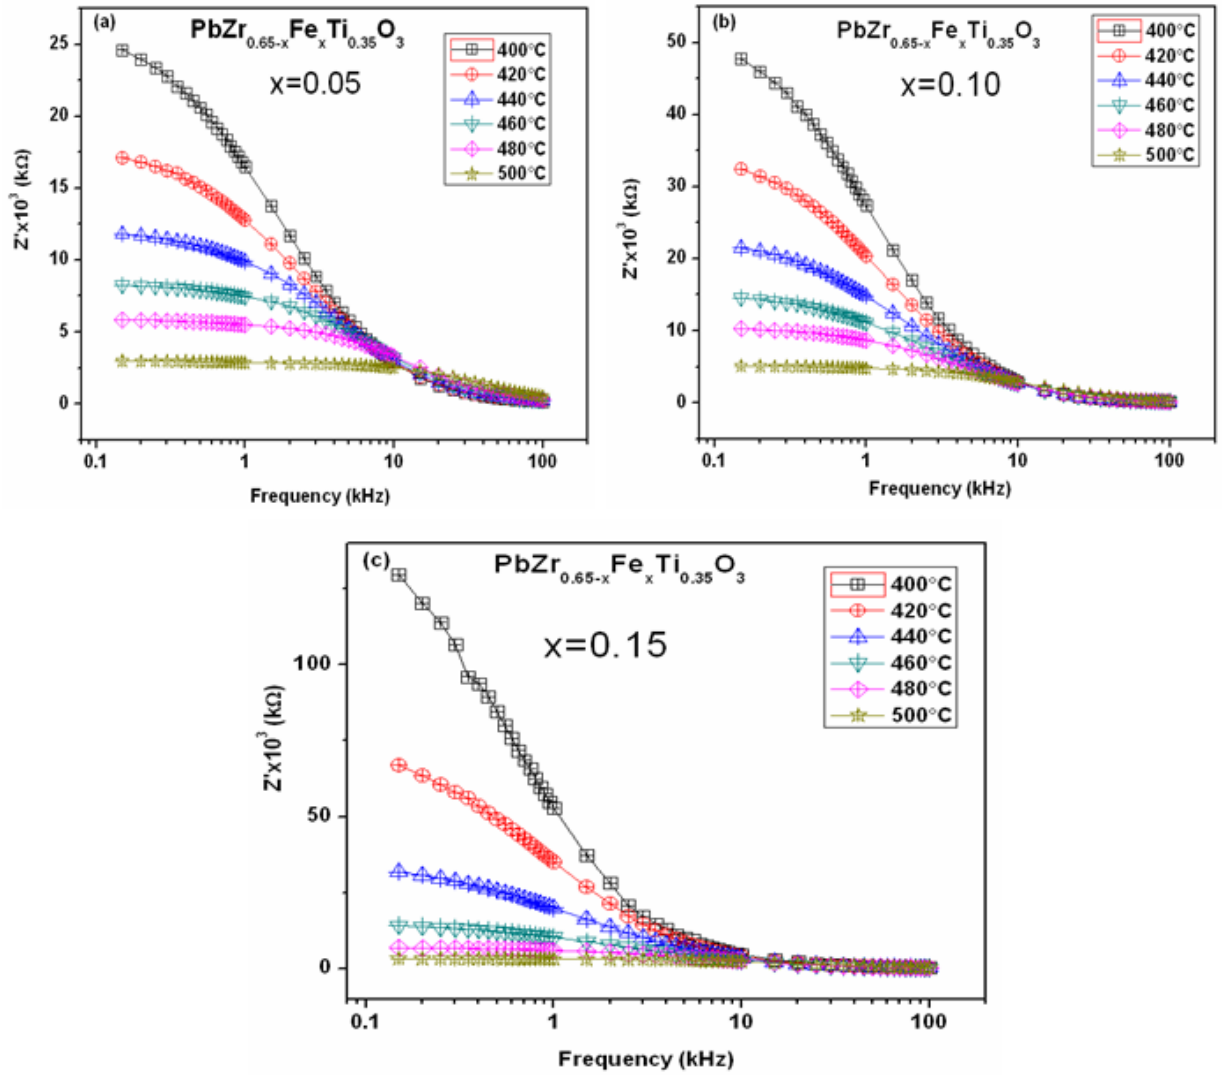 (a) PbZr0.65-xFexTi0.35O3
x=0.05
400°C
420°C
440°C
460°C
480°C
500°C
25
20
15
10
5
0
Z'x10³ (kΩ)
0.1 1 10 100
Frequency (kHz)
(b) PbZr0.65-xFexTi0.35O3
x=0.10
400°C
420°C
440°C
460°C
480°C
500°C
50
40
30
20
10
0
Z'x10³ (kΩ)
0.1 1 10 100
Frequency (kHz)
(c) PbZr0.65-xFexTi0.35O3
x=0.15
400°C
420°C
440°C
460°C
480°C
500°C
100
50
0
Z'x10³ (kΩ)
0.1 1 10 100
Frequency (kHz)